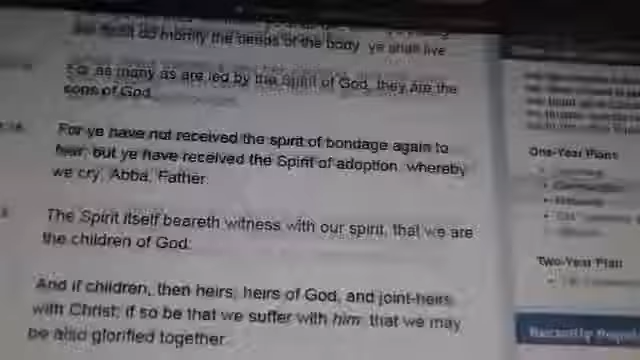 the deeds of the body, ye shall live
For as many as are led by the Spirit of God, they are the
sons of God
For ye have not received the spirit of bondage again to
fear; but ye have received the Spirit of adoption, whereby
we cry, Abba, Father.
The Spirit itself beareth witness with our spirit, that we are
the children of God:
And if children, then heirs; heirs of God, and joint-heirs
with Christ; if so be that we suffer with him, that we may
be also glorified together.
One-Year Plans
Two-Year Plan
Recently